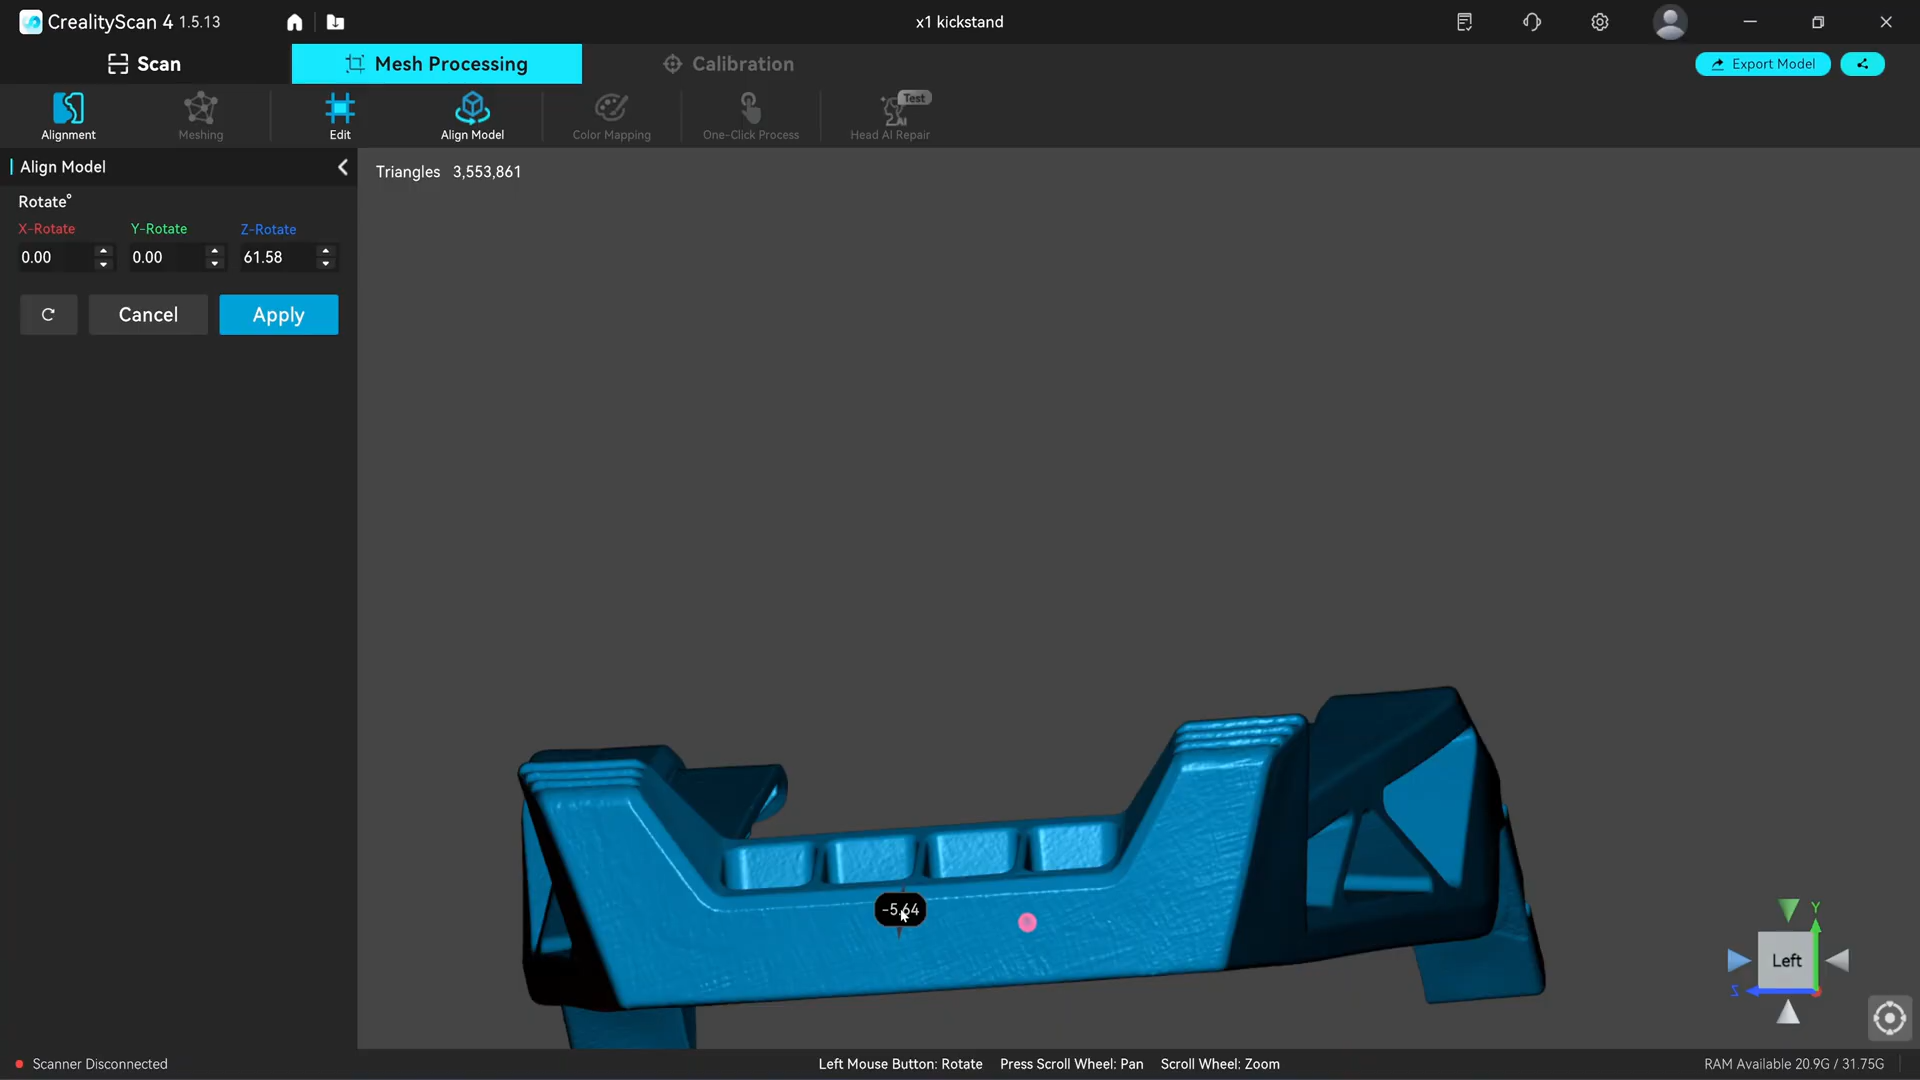 CrealityScan 4 1.5.13
x1 kickstand
Scan
Mesh Processing
Calibration
Export Model
Alignment
Meshing
Edit
Align Model
Color Mapping
One-Click Process
Test
AI
Head AI Repair
Align Model
Triangles 3,553,861
Rotate°
X-Rotate Y-Rotate Z-Rotate
0.00 0.00 61.58
Cancel
Apply
-5.64
Y
Left
Z
Scanner Disconnected
Left Mouse Button: Rotate Press Scroll Wheel: Pan Scroll Wheel: Zoom
RAM Available 20.9G / 31.75G